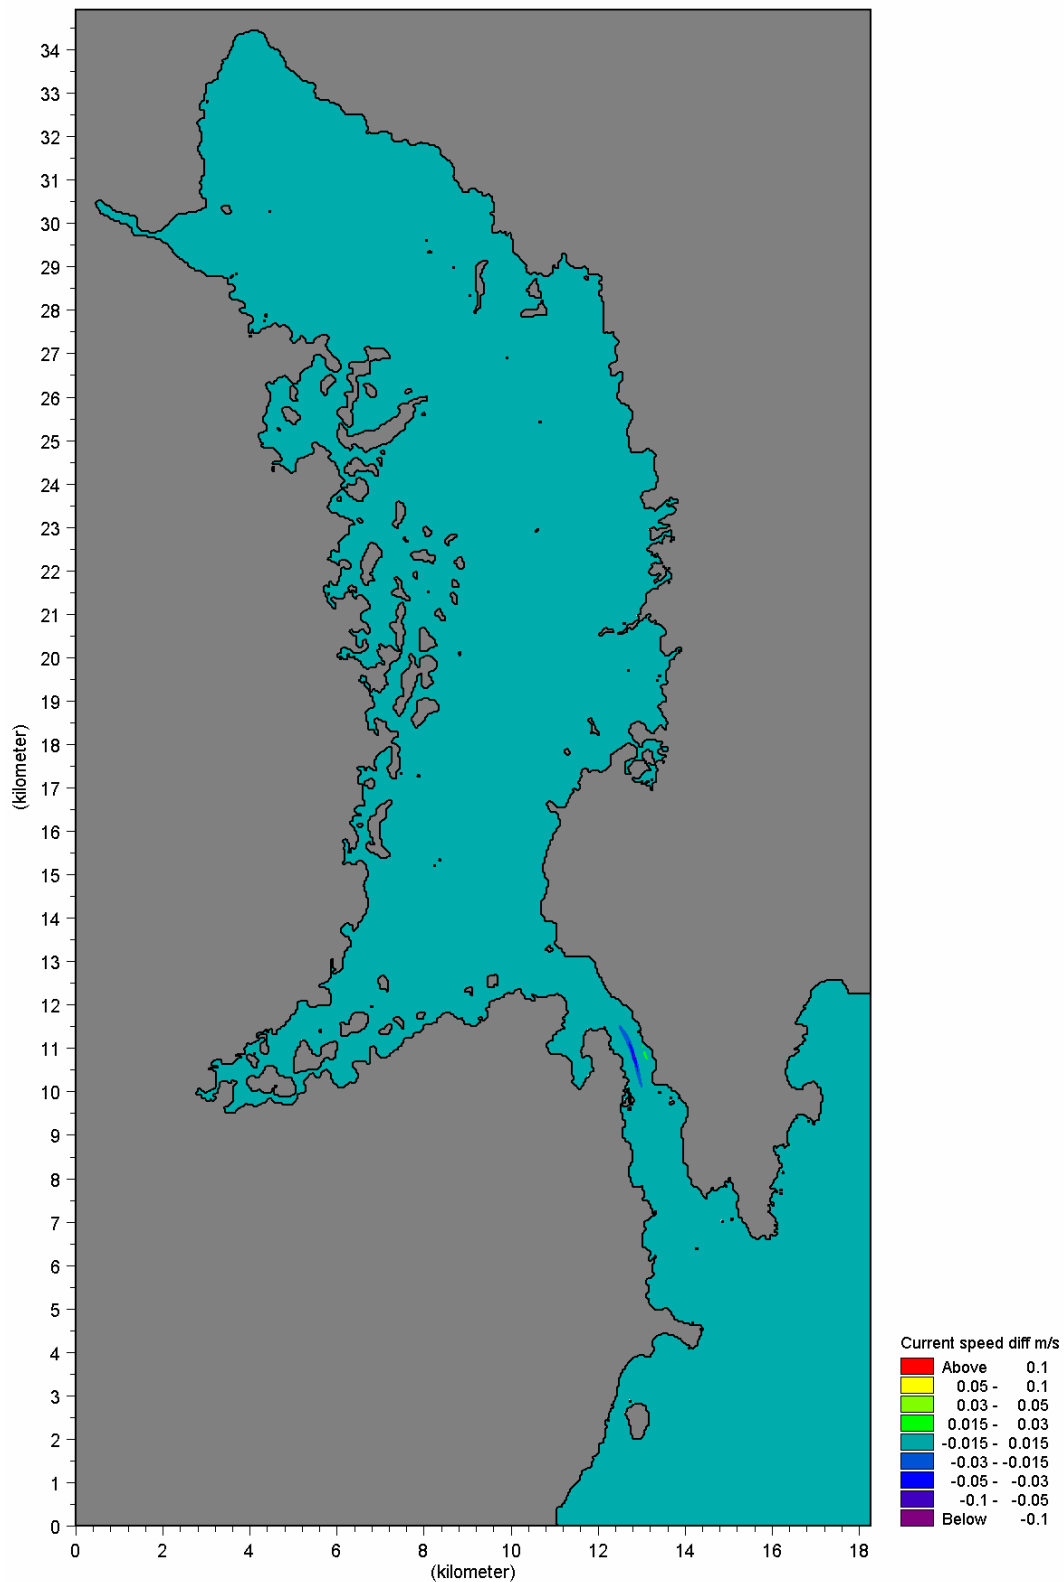 34
33
32
31
30
29
28
27
26
25
24
23
22
21
20
19
18
17
16
15
14
13
12
11
10
9
8
7
6
5
4
3
2
1
0
(kilometer)
0 2 4 6 8 10 12 14 16 18
(kilometer)
Current speed diff m/s
Above 0.1
0.05 - 0.1
0.03 - 0.05
0.015 - 0.03
-0.015 - 0.015
-0.03 - -0.015
-0.05 - -0.03
-0.1 - -0.05
Below -0.1